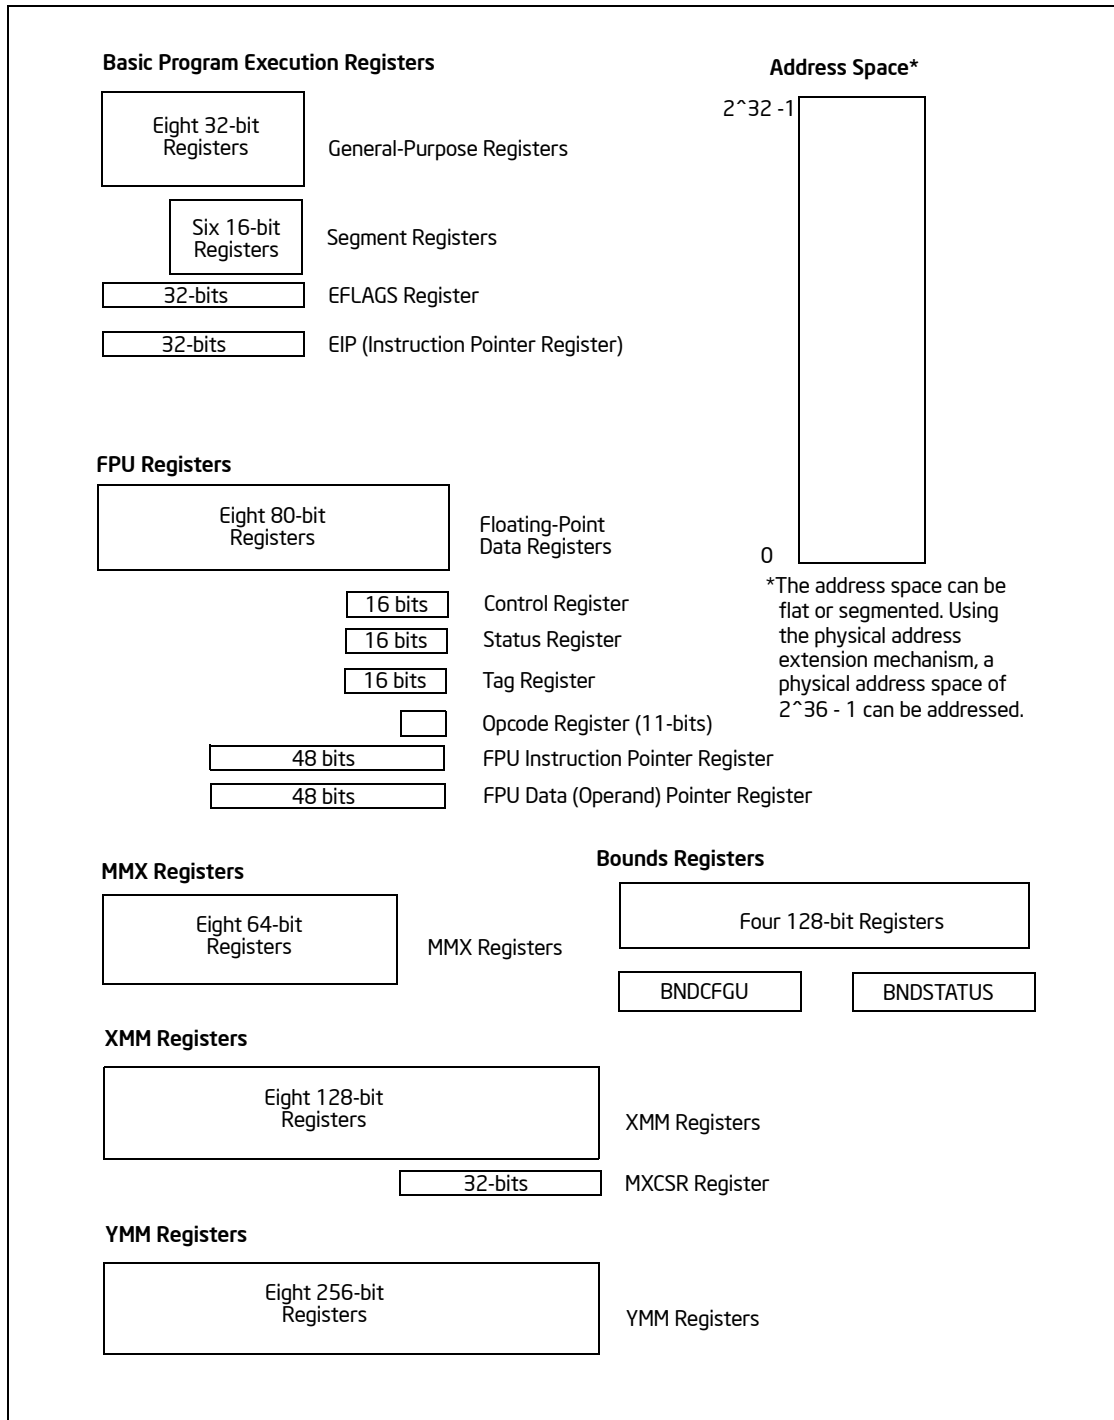 Basic Program Execution Registers
Eight 32-bit
Registers
General-Purpose Registers
Six 16-bit
Registers
Segment Registers
32-bits
EFLAGS Register
32-bits
EIP (Instruction Pointer Register)
Address Space*
2^32 -1
0
*The address space can be
flat or segmented. Using
the physical address
extension mechanism, a
physical address space of
2^36 - 1 can be addressed.
FPU Registers
Eight 80-bit
Registers
Floating-Point
Data Registers
16 bits
Control Register
16 bits
Status Register
16 bits
Tag Register
Opcode Register (11-bits)
48 bits
FPU Instruction Pointer Register
48 bits
FPU Data (Operand) Pointer Register
MMX Registers
Eight 64-bit
Registers
MMX Registers
Bounds Registers
Four 128-bit Registers
BNDCFGU
BNDSTATUS
XMM Registers
Eight 128-bit
Registers
XMM Registers
32-bits
MXCSR Register
YMM Registers
Eight 256-bit
Registers
YMM Registers